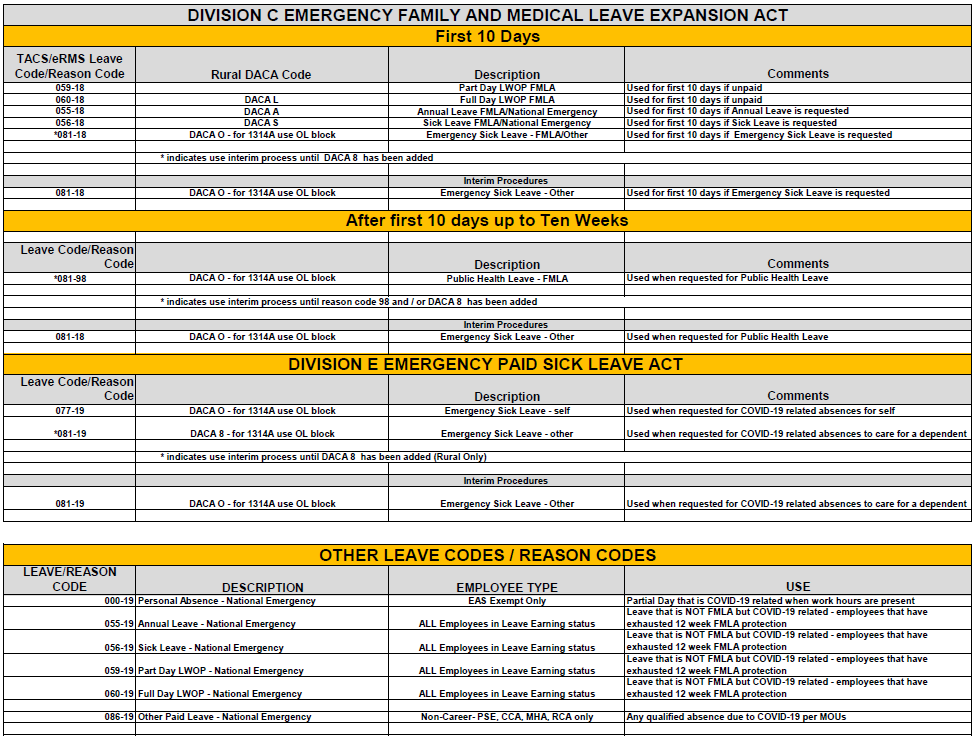 DIVISION C EMERGENCY FAMILY AND MEDICAL LEAVE EXPANSION ACT
First 10 Days
TACS/eRMS Leave
Code/Reason Code Rural DACA Code Description Comments
059-18 Part Day LWOP FMLA Used for first 10 days if unpaid
060-18 DACA L Full Day LWOP FMLA Used for first 10 days if unpaid
055-18 DACA A Annual Leave FMLA/National Emergency Used for first 10 days if Annual Leave is requested
056-18 DACA S Sick Leave FMLA/National Emergency Used for first 10 days if Sick Leave is requested
*081-18 DACA O - for 1314A use OL block Emergency Sick Leave - FMLA/Other Used for first 10 days if Emergency Sick Leave is requested
* indicates use interim process until DACA 8 has been added
Interim Procedures
081-18 DACA O - for 1314A use OL block Emergency Sick Leave - Other Used for first 10 days if Emergency Sick Leave is requested
After first 10 days up to Ten Weeks
Leave Code/Reason
Code Description Comments
*081-98 DACA O - for 1314A use OL block Public Health Leave - FMLA Used when requested for Public Health Leave
* indicates use interim process until reason code 98 and / or DACA 8 has been added
Interim Procedures
081-18 DACA O - for 1314A use OL block Emergency Sick Leave - Other Used when requested for Public Health Leave
DIVISION E EMERGENCY PAID SICK LEAVE ACT
Leave Code/Reason
Code Description Comments
077-19 DACA O - for 1314A use OL block Emergency Sick Leave - self Used when requested for COVID-19 related absences for self
*081-19 DACA 8 - for 1314A use OL block Emergency Sick Leave - other Used when requested for COVID-19 related absences to care for a dependent
* indicates use interim process until DACA 8 has been added (Rural Only)
Interim Procedures
081-19 DACA O - for 1314A use OL block Emergency Sick Leave - Other Used when requested for COVID-19 related absences to care for a dependent
OTHER LEAVE CODES / REASON CODES
LEAVE/REASON
CODE DESCRIPTION EMPLOYEE TYPE USE
000-19 Personal Absence - National Emergency EAS Exempt Only Partial Day that is COVID-19 related when work hours are present
Leave that is NOT FMLA but COVID-19 related - employees that have
055-19 Annual Leave - National Emergency ALL Employees in Leave Earning status exhausted 12 week FMLA protection
Leave that is NOT FMLA but COVID-19 related - employees that have
056-19 Sick Leave - National Emergency ALL Employees in Leave Earning status exhausted 12 week FMLA protection
Leave that is NOT FMLA but COVID-19 related - employees that have
059-19 Part Day LWOP - National Emergency ALL Employees in Leave Earning status exhausted 12 week FMLA protection
Leave that is NOT FMLA but COVID-19 related - employees that have
060-19 Full Day LWOP - National Emergency ALL Employees in Leave Earning status exhausted 12 week FMLA protection
086-19 Other Paid Leave - National Emergency Non-Career- PSE, CCA, MHA, RCA only Any qualified absence due to COVID-19 per MOUs